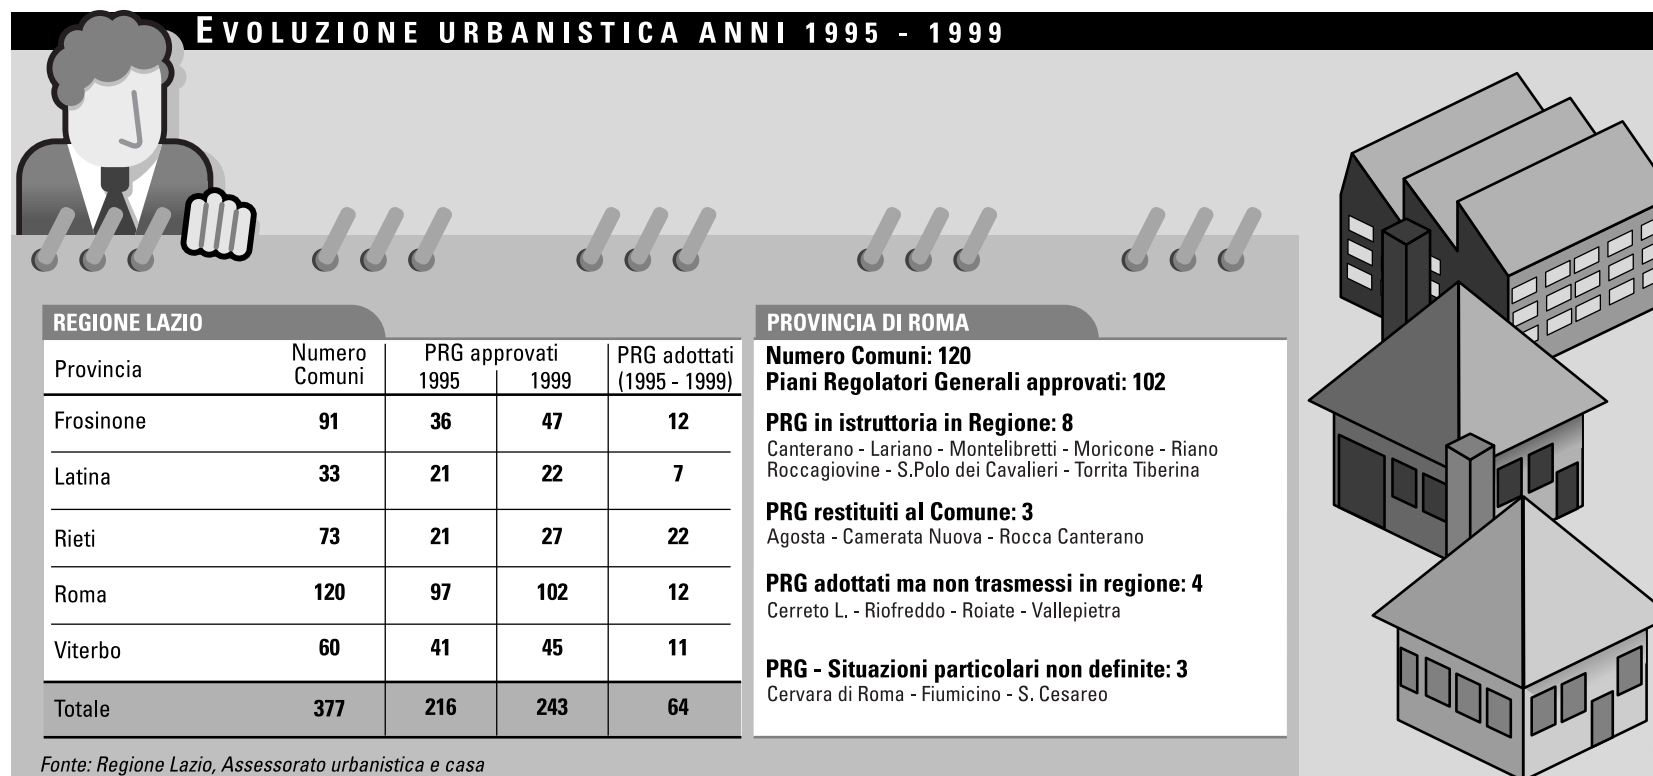 EVOLUZIONE URBANISTICA ANNI 1995 - 1999
REGIONE LAZIO
Provincia Numero Comuni PRG approvati 1995 1999 PRG adottati (1995 - 1999)
Frosinone 91 36 47 12
Latina 33 21 22 7
Rieti 73 21 27 22
Roma 120 97 102 12
Viterbo 60 41 45 11
Totale 377 216 243 64
PROVINCIA DI ROMA
Numero Comuni: 120
Piani Regolatori Generali approvati: 102
PRG in istruttoria in Regione: 8
Canterano - Lariano - Montelibretti - Moricone - Riano
Roccagiovine - S.Polo dei Cavalieri - Torrita Tiberina
PRG restituiti al Comune: 3
Agosta - Camerata Nuova - Rocca Canterano
PRG adottati ma non trasmessi in regione: 4
Cerreto L. - Riofreddo - Roiate - Vallepietra
PRG - Situazioni particolari non definite: 3
Cervara di Roma - Fiumicino - S. Cesareo
Fonte: Regione Lazio, Assessorato urbanistica e casa